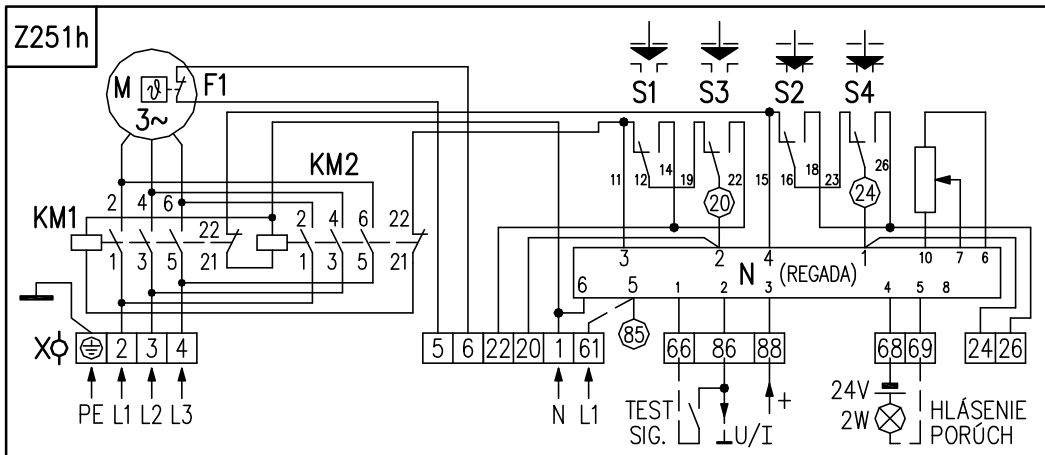 Z251h
M
ϑ
F1
3~
S1 S3 S2 S4
KM2
KM1
14 22 18 26
11 12 19 15 16 23
20 24
2 4 6 22 2 4 6 22
1 3 5 21 1 3 5 21
3 2 4 1 10 7 6
N (REGADA)
6 5 1 2 3 4 5 8
85
X 2 3 4
5 6 22 20 1 61
66 86 88
68 69
24 26
PE L1 L2 L3
N L1
TEST
SIG.
U/I
+
24V
2W
HLÁSENIE
PORÚCH